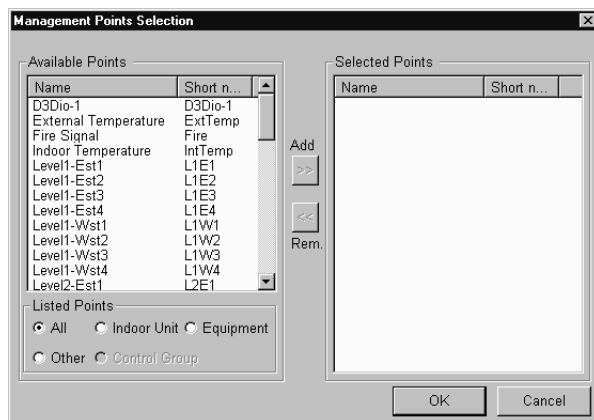 Management Points Selection
Available Points
Name Short n...
D3Dio-1 D3Dio-1
External Temperature ExtTemp
Fire Signal Fire
Indoor Temperature IntTemp
Level1-Est1 L1E1
Level1-Est2 L1E2
Level1-Est3 L1E3
Level1-Est4 L1E4
Level1-Wst1 L1W1
Level1-Wst2 L1W2
Level1-Wst3 L1W3
Level1-Wst4 L1W4
Level2-Est1 L2E1
Listed Points
All Indoor Unit Equipment
Other Control Group
Add
>>
<<
Rem.
Selected Points
Name Short n...
OK Cancel